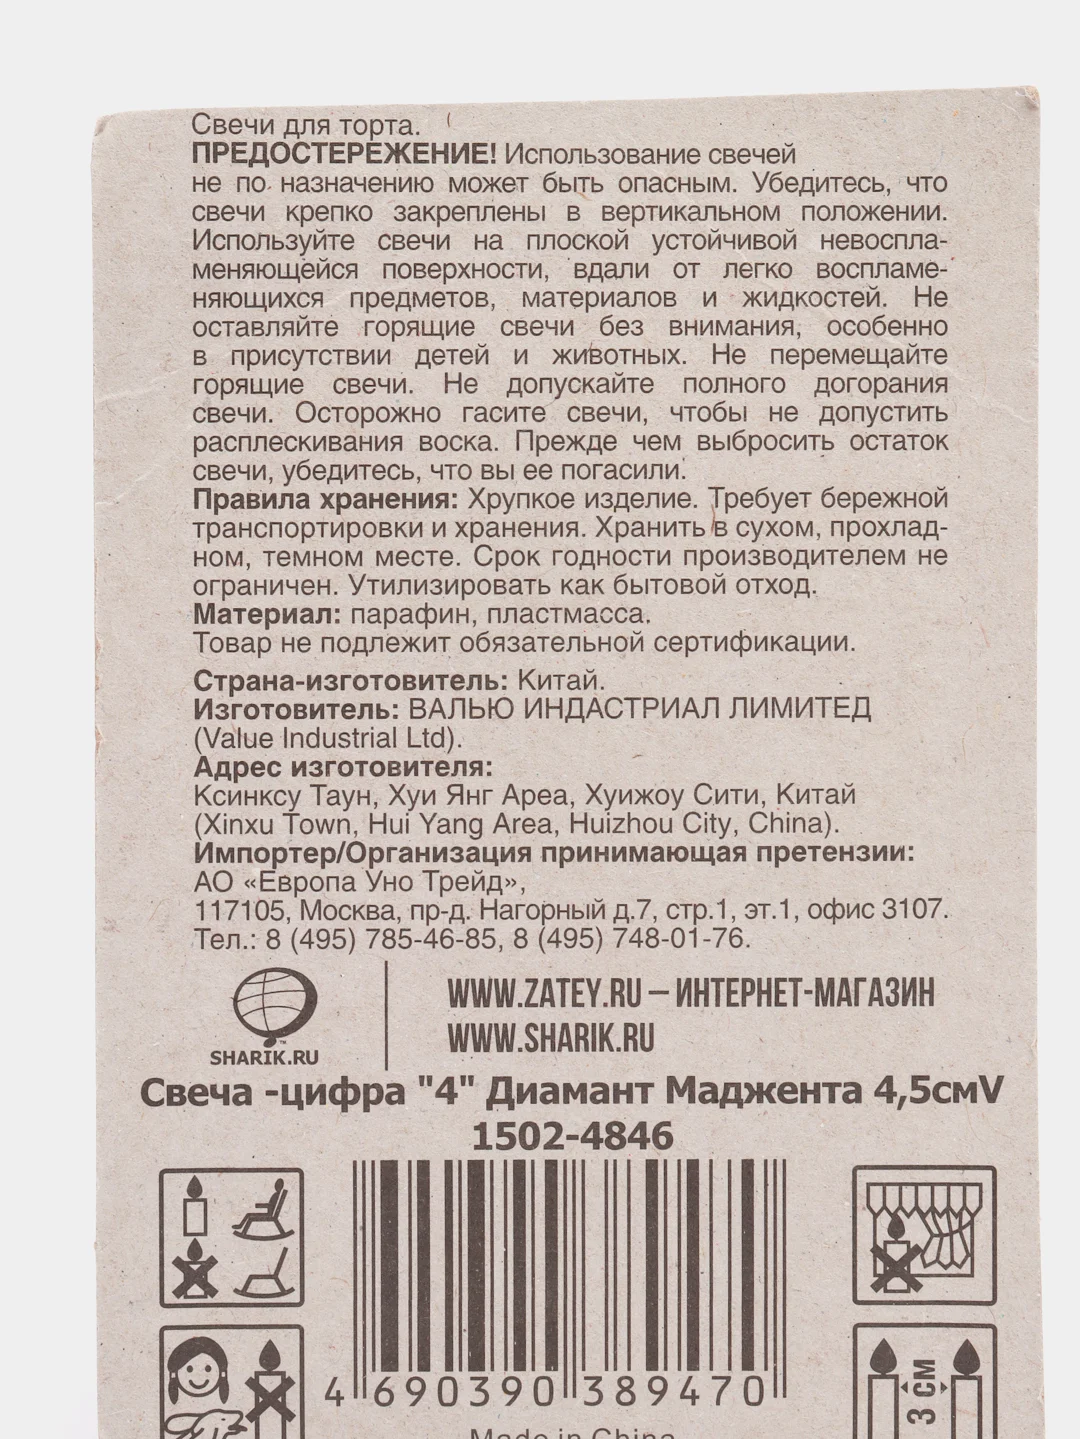 Свечи для торта.
ПРЕДОСТЕРЕЖЕНИЕ! Использование свечей
не по назначению может быть опасным. Убедитесь, что
свечи крепко закреплены в вертикальном положении.
Используйте свечи на плоской устойчивой невоспла-
меняющейся поверхности, вдали от легко воспламе-
няющихся предметов, материалов и жидкостей. Не
оставляйте горящие свечи без внимания, особенно
в присутствии детей и животных. Не перемещайте
горящие свечи. Не допускайте полного догорания
свечи. Осторожно гасите свечи, чтобы не допустить
расплескивания воска. Прежде чем выбросить остаток
свечи, убедитесь, что вы ее погасили.
Правила хранения: Хрупкое изделие. Требует бережной
транспортировки и хранения. Хранить в сухом, прохлад-
ном, темном месте. Срок годности производителем не
ограничен. Утилизировать как бытовой отход.
Материал: парафин, пластмасса.
Товар не подлежит обязательной сертификации.
Страна-изготовитель: Китай.
Изготовитель: ВАЛЬЮ ИНДАСТРИАЛ ЛИМИТЕД
(Value Industrial Ltd).
Адрес изготовителя:
Ксинксу Таун, Хуи Янг Ареа, Хуижоу Сити, Китай
(Xinxu Town, Hui Yang Area, Huizhou City, China).
Импортер/Организация принимающая претензии:
АО «Европа Уно Трейд»,
117105, Москва, пр-д. Нагорный д.7, стр.1, эт.1, офис 3107.
Тел.: 8 (495) 785-46-85, 8 (495) 748-01-76.
SHARIK.RU
WWW.ZATEY.RU – ИНТЕРНЕТ-МАГАЗИН
WWW.SHARIK.RU
Свеча -цифра "4" Диамант Маджента 4,5смV
1502-4846
3 СМ
4 690390 389470
Made in China